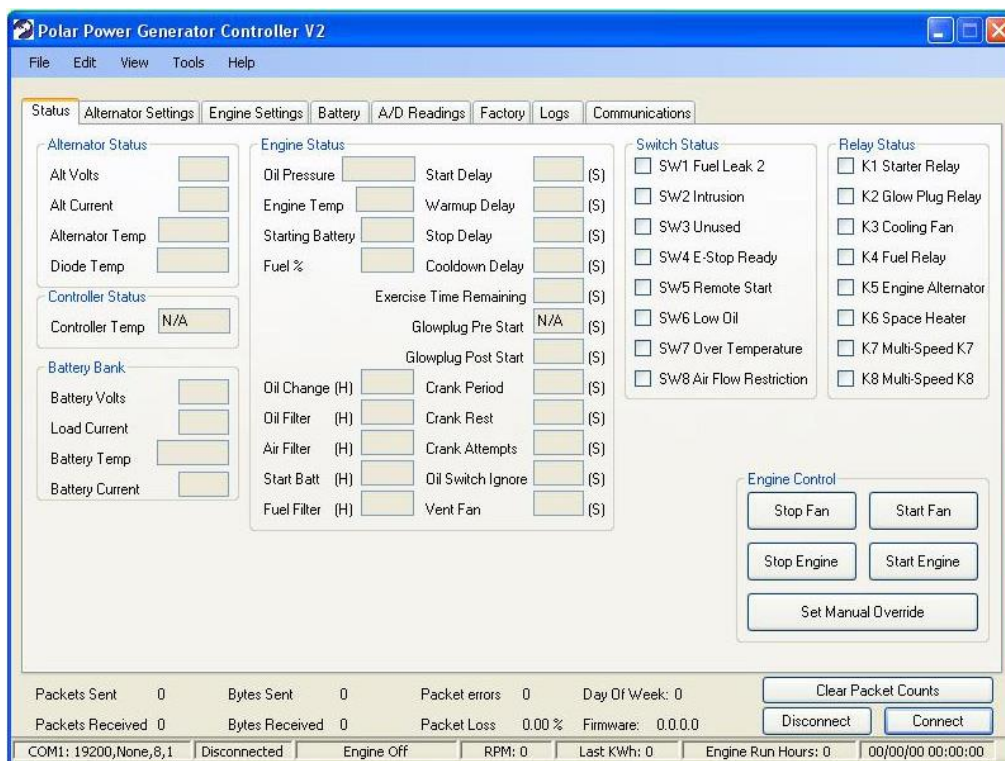 Polar Power Generator Controller V2
File Edit View Tools Help
Status Alternator Settings Engine Settings Battery A/D Readings Factory Logs Communications
Alternator Status
Alt Volts
Alt Current
Alternator Temp
Diode Temp
Controller Status
Controller Temp N/A
Battery Bank
Battery Volts
Load Current
Battery Temp
Battery Current
Engine Status
Oil Pressure Start Delay (S)
Engine Temp Warmup Delay (S)
Starting Battery Stop Delay (S)
Fuel % Cooldown Delay (S)
Exercise Time Remaining (S)
Glowplug Pre Start N/A (S)
Glowplug Post Start (S)
Oil Change (H) Crank Period (S)
Oil Filter (H) Crank Rest (S)
Air Filter (H) Crank Attempts (S)
Start Batt (H) Oil Switch Ignore (S)
Fuel Filter (H) Vent Fan (S)
Switch Status
SW1 Fuel Leak 2
SW2 Intrusion
SW3 Unused
SW4 E-Stop Ready
SW5 Remote Start
SW6 Low Oil
SW7 Over Temperature
SW8 Air Flow Restriction
Relay Status
K1 Starter Relay
K2 Glow Plug Relay
K3 Cooling Fan
K4 Fuel Relay
K5 Engine Alternator
K6 Space Heater
K7 Multi-Speed K7
K8 Multi-Speed K8
Engine Control
Stop Fan Start Fan
Stop Engine Start Engine
Set Manual Override
Packets Sent 0 Bytes Sent 0 Packet errors 0 Day Of Week: 0 Clear Packet Counts
Packets Received 0 Bytes Received 0 Packet Loss 0.00 % Firmware: 0.0.0.0 Disconnect Connect
COM1: 19200,None,8,1 Disconnected Engine Off RPM: 0 Last KWh: 0 Engine Run Hours: 0 00/00/00 00:00:00